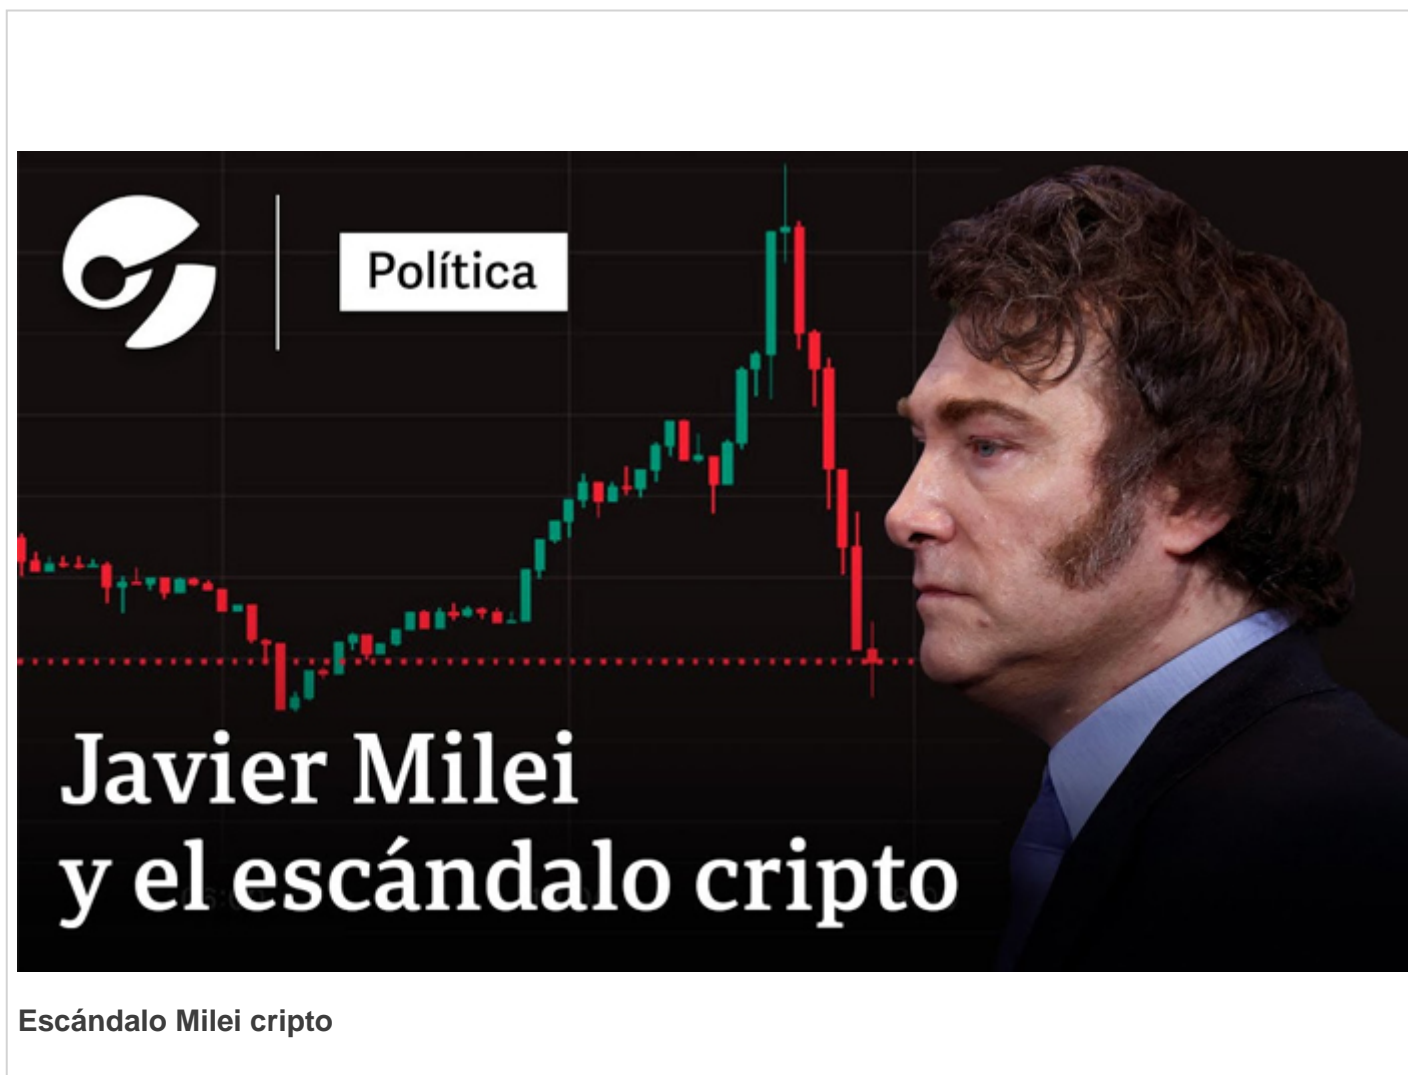 Política
Javier Milei
y el escándalo cripto
Escándalo Milei cripto